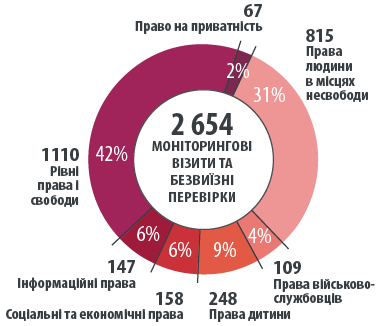 67
Право на приватність
2%
815
Права
людини
в місцях
несвободи
31%
2 654
МОНІТОРИНГОВІ
ВІЗИТИ ТА
БЕЗВИЇЗНІ
ПЕРЕВІРКИ
42%
1110
Рівні
права і
свободи
6%
6%
9%
4%
147
Інформаційні права
158
Соціальні та економічні права
248
Права дитини
109
Права військово-
службовців